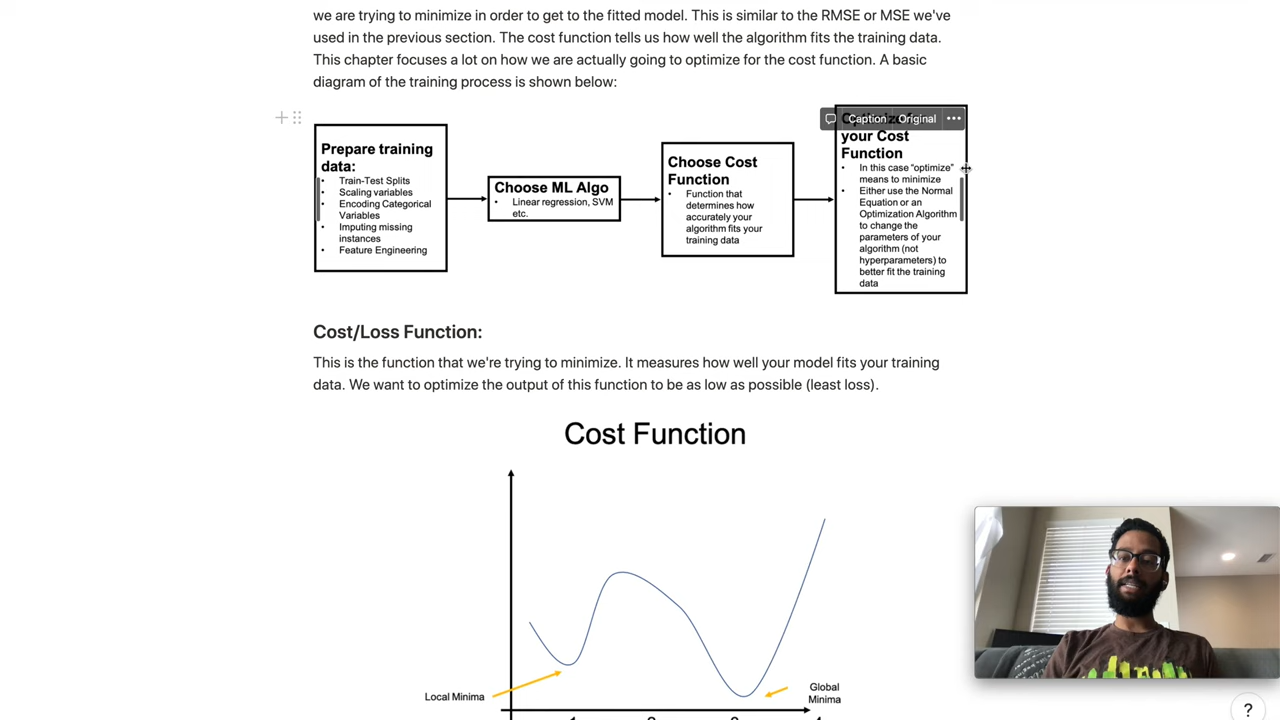 we are trying to minimize in order to get to the fitted model. This is similar to the RMSE or MSE we've
used in the previous section. The cost function tells us how well the algorithm fits the training data.
This chapter focuses a lot on how we are actually going to optimize for the cost function. A basic
diagram of the training process is shown below:
Prepare training
data:
• Train-Test Splits
• Scaling variables
• Encoding Categorical
Variables
• Imputing missing
instances
• Feature Engineering
Choose ML Algo
• Linear regression, SVM
etc.
Choose Cost
Function
• Function that
determines how
accurately your
algorithm fits your
training data
Caption Original
your Cost
Function
• In this case "optimize"
means to minimize
• Either use the Normal
Equation or an
Optimization Algorithm
to change the
parameters of your
algorithm (not
hyperparameters) to
better fit the training
data
Cost/Loss Function:
This is the function that we're trying to minimize. It measures how well your model fits your training
data. We want to optimize the output of this function to be as low as possible (least loss).
Cost Function
Local Minima
Global
Minima
?